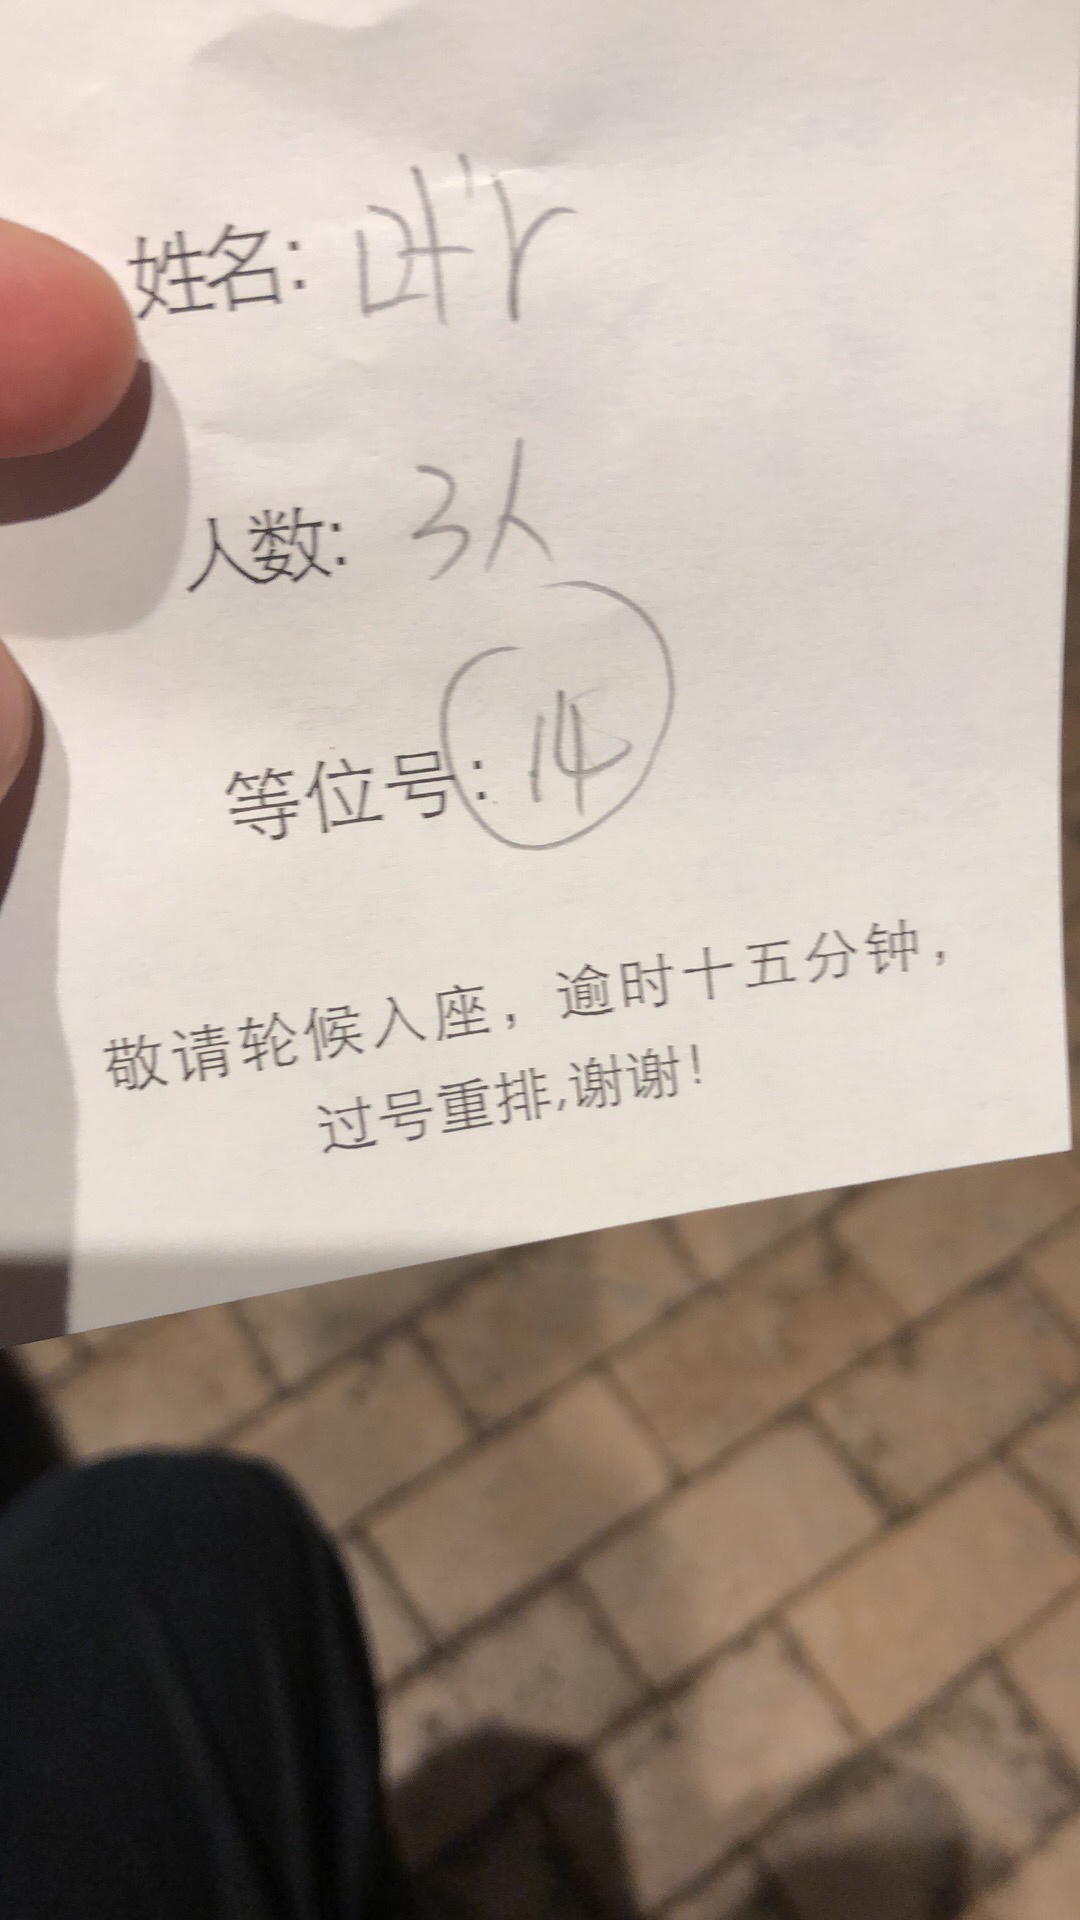 姓名: 叶
人数: 3人
等位号: 14
敬请轮候入座，逾时十五分钟，
过号重排,谢谢！